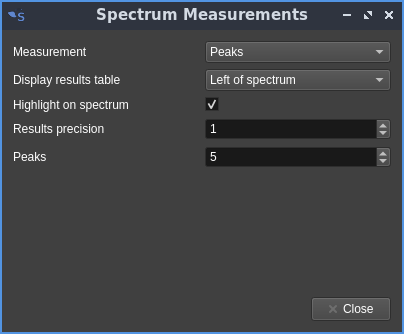 Spectrum Measurements
Measurement Peaks
Display results table Left of spectrum
Highlight on spectrum
Results precision 1
Peaks 5
Close